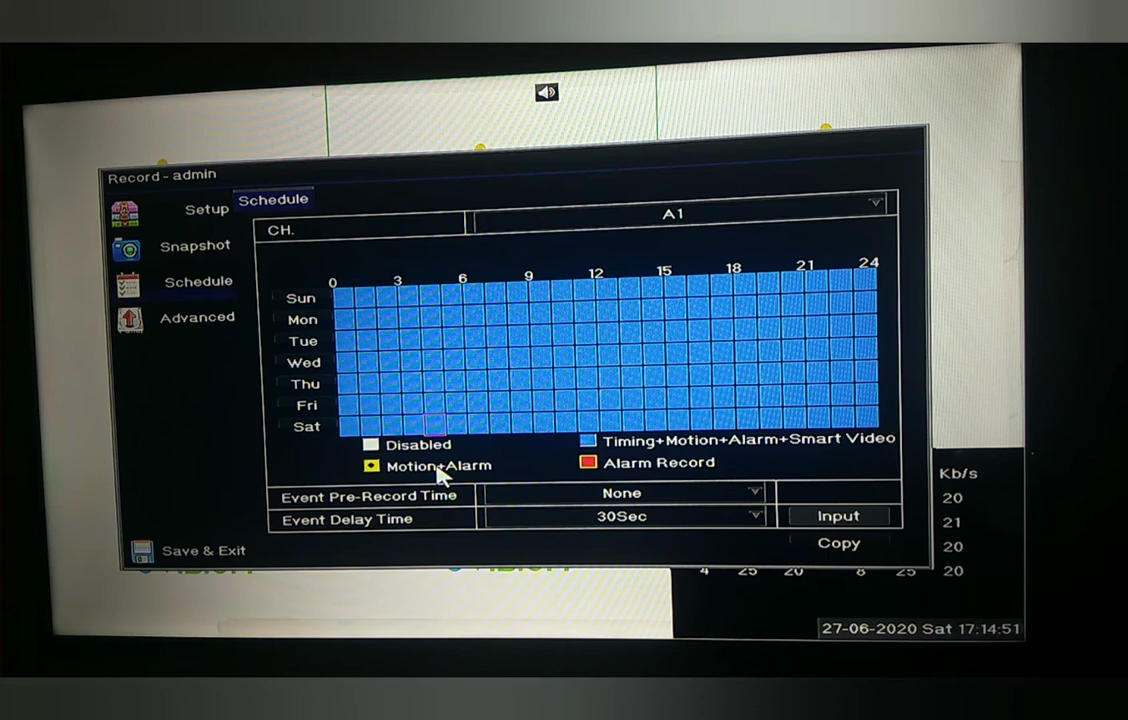 Record - admin
Setup
Schedule
Snapshot
Schedule
Advanced
Save & Exit
CH.
A1
0 3 6 9 12 15 18 21 24
Sun
Mon
Tue
Wed
Thu
Fri
Sat
Disabled
Timing+Motion+Alarm+Smart Video
Motion+Alarm
Alarm Record
Event Pre-Record Time
None
Event Delay Time
30Sec
Input
Copy
Kb/s
20
21
20
4 25 20 8 25 20
27-06-2020 Sat 17:14:51